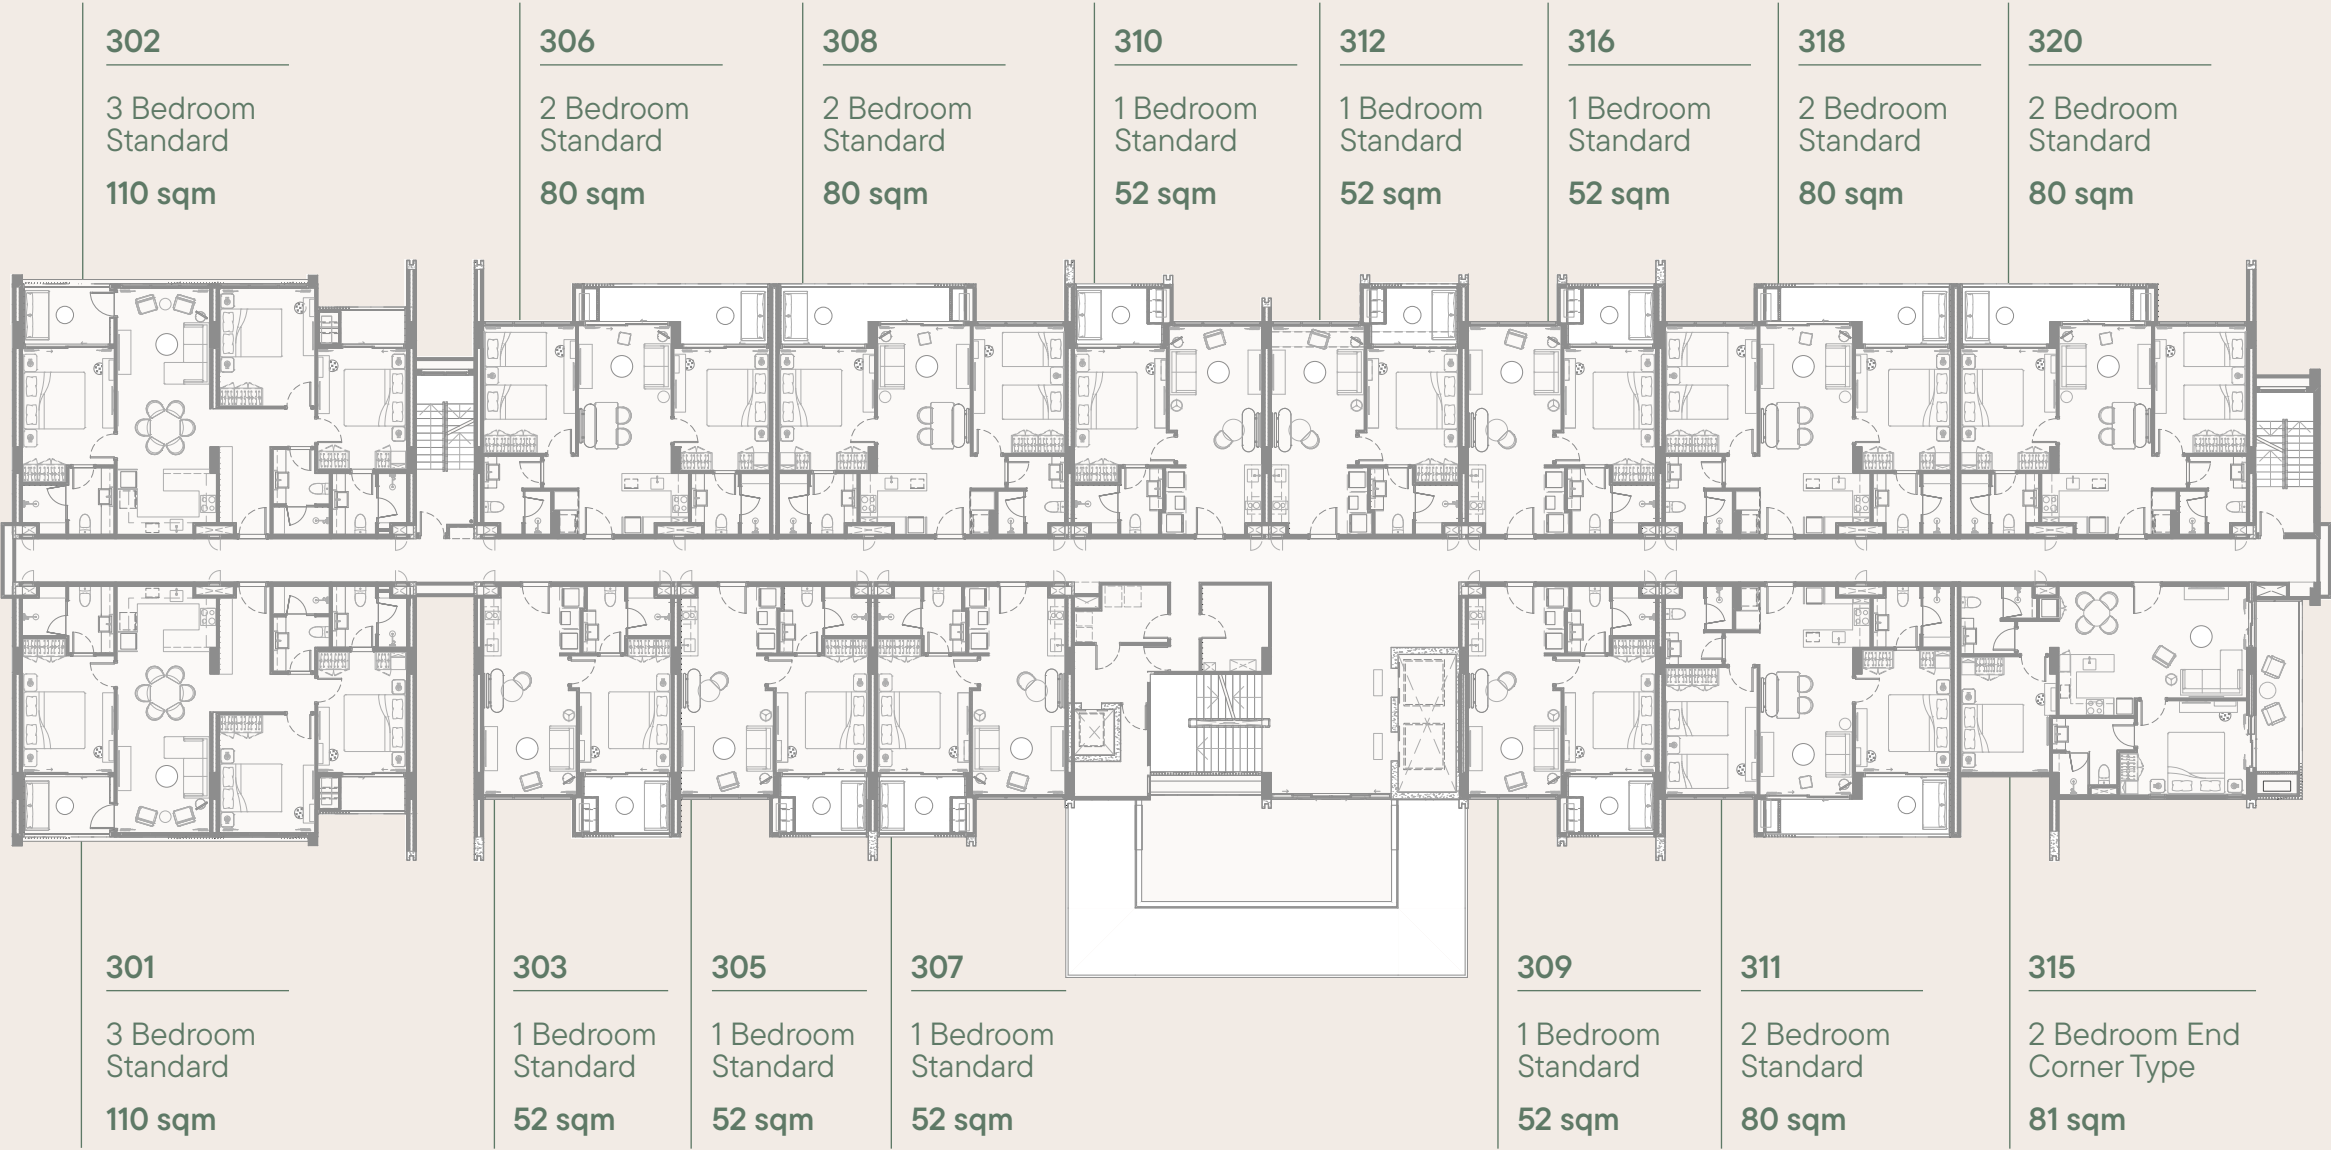 302
3 Bedroom
Standard
110 sqm
306
2 Bedroom
Standard
80 sqm
308
2 Bedroom
Standard
80 sqm
310
1 Bedroom
Standard
52 sqm
312
1 Bedroom
Standard
52 sqm
316
1 Bedroom
Standard
52 sqm
318
2 Bedroom
Standard
80 sqm
320
2 Bedroom
Standard
80 sqm
301
3 Bedroom
Standard
110 sqm
303
1 Bedroom
Standard
52 sqm
305
1 Bedroom
Standard
52 sqm
307
1 Bedroom
Standard
52 sqm
309
1 Bedroom
Standard
52 sqm
311
2 Bedroom
Standard
80 sqm
315
2 Bedroom End
Corner Type
81 sqm